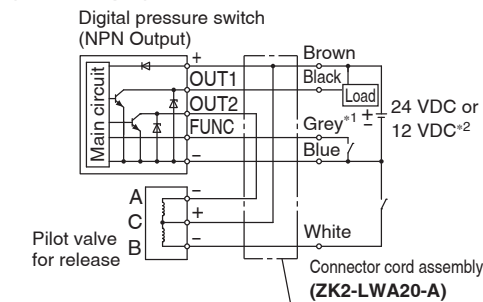 Digital pressure switch
(NPN Output)
Main circuit
+
OUT1
OUT2
FUNC
−
Brown
Black
Load
Grey*1
+
−
24 VDC or
12 VDC*2
Blue
A
C
B
−
+
−
Pilot valve
for release
White
Connector cord assembly
(ZK2-LWA20-A)